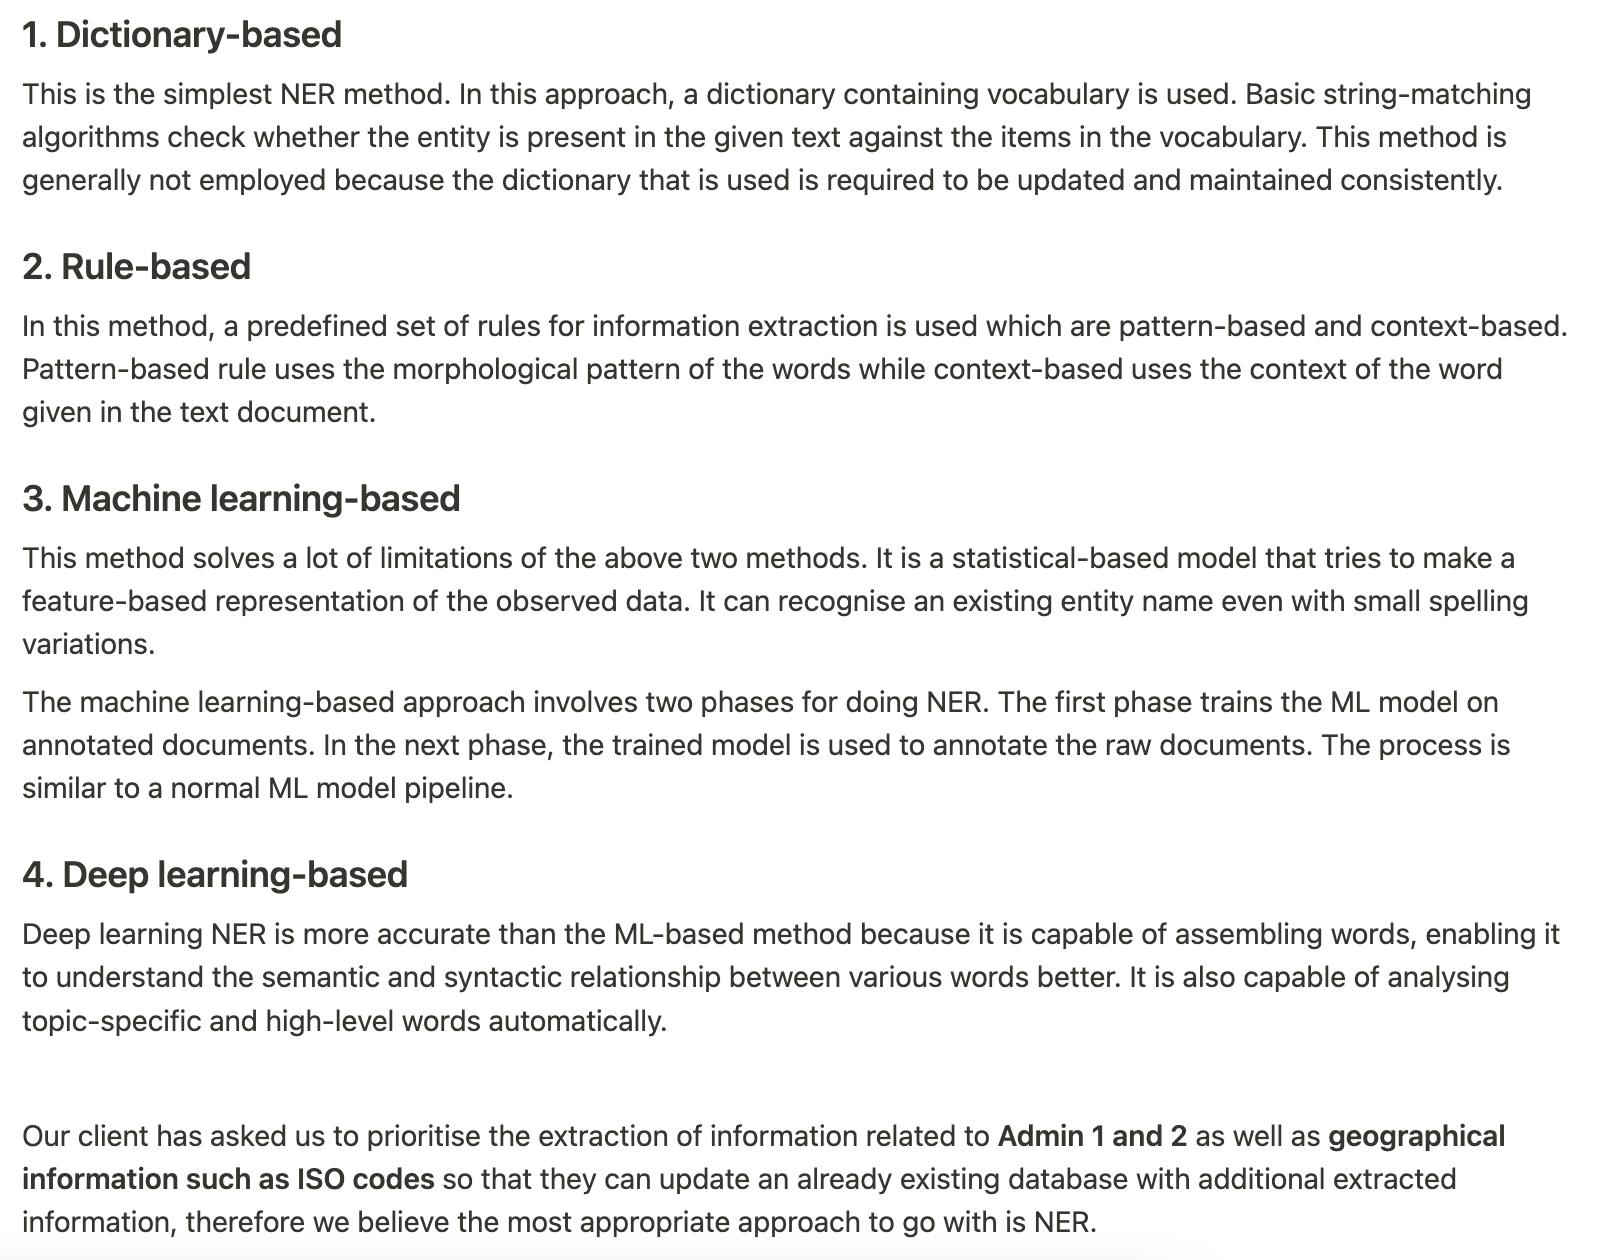 1. Dictionary-based
This is the simplest NER method. In this approach, a dictionary containing vocabulary is used. Basic string-matching
algorithms check whether the entity is present in the given text against the items in the vocabulary. This method is
generally not employed because the dictionary that is used is required to be updated and maintained consistently.
2. Rule-based
In this method, a predefined set of rules for information extraction is used which are pattern-based and context-based.
Pattern-based rule uses the morphological pattern of the words while context-based uses the context of the word
given in the text document.
3. Machine learning-based
This method solves a lot of limitations of the above two methods. It is a statistical-based model that tries to make a
feature-based representation of the observed data. It can recognise an existing entity name even with small spelling
variations.
The machine learning-based approach involves two phases for doing NER. The first phase trains the ML model on
annotated documents. In the next phase, the trained model is used to annotate the raw documents. The process is
similar to a normal ML model pipeline.
4. Deep learning-based
Deep learning NER is more accurate than the ML-based method because it is capable of assembling words, enabling it
to understand the semantic and syntactic relationship between various words better. It is also capable of analysing
topic-specific and high-level words automatically.
Our client has asked us to prioritise the extraction of information related to Admin 1 and 2 as well as geographical
information such as ISO codes so that they can update an already existing database with additional extracted
information, therefore we believe the most appropriate approach to go with is NER.